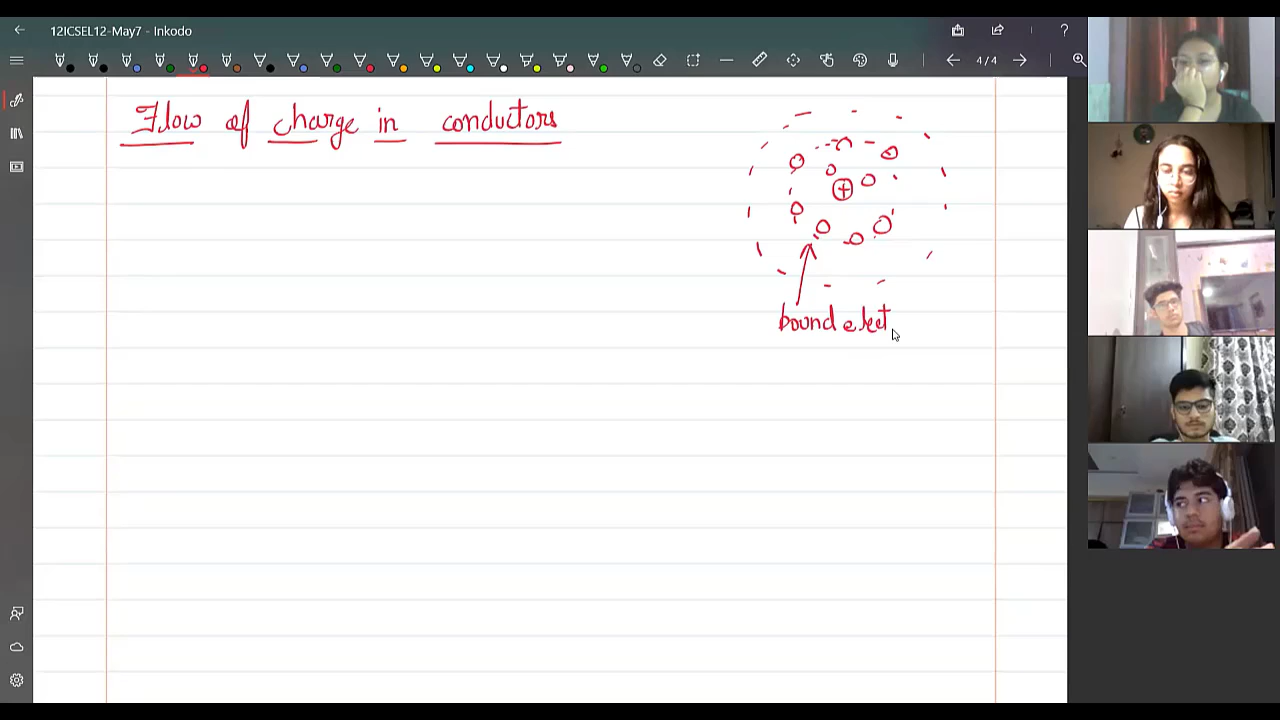 12ICSEL12-May7 - Inkodo
4/4
Flow of charge in conductors
+
bound elect